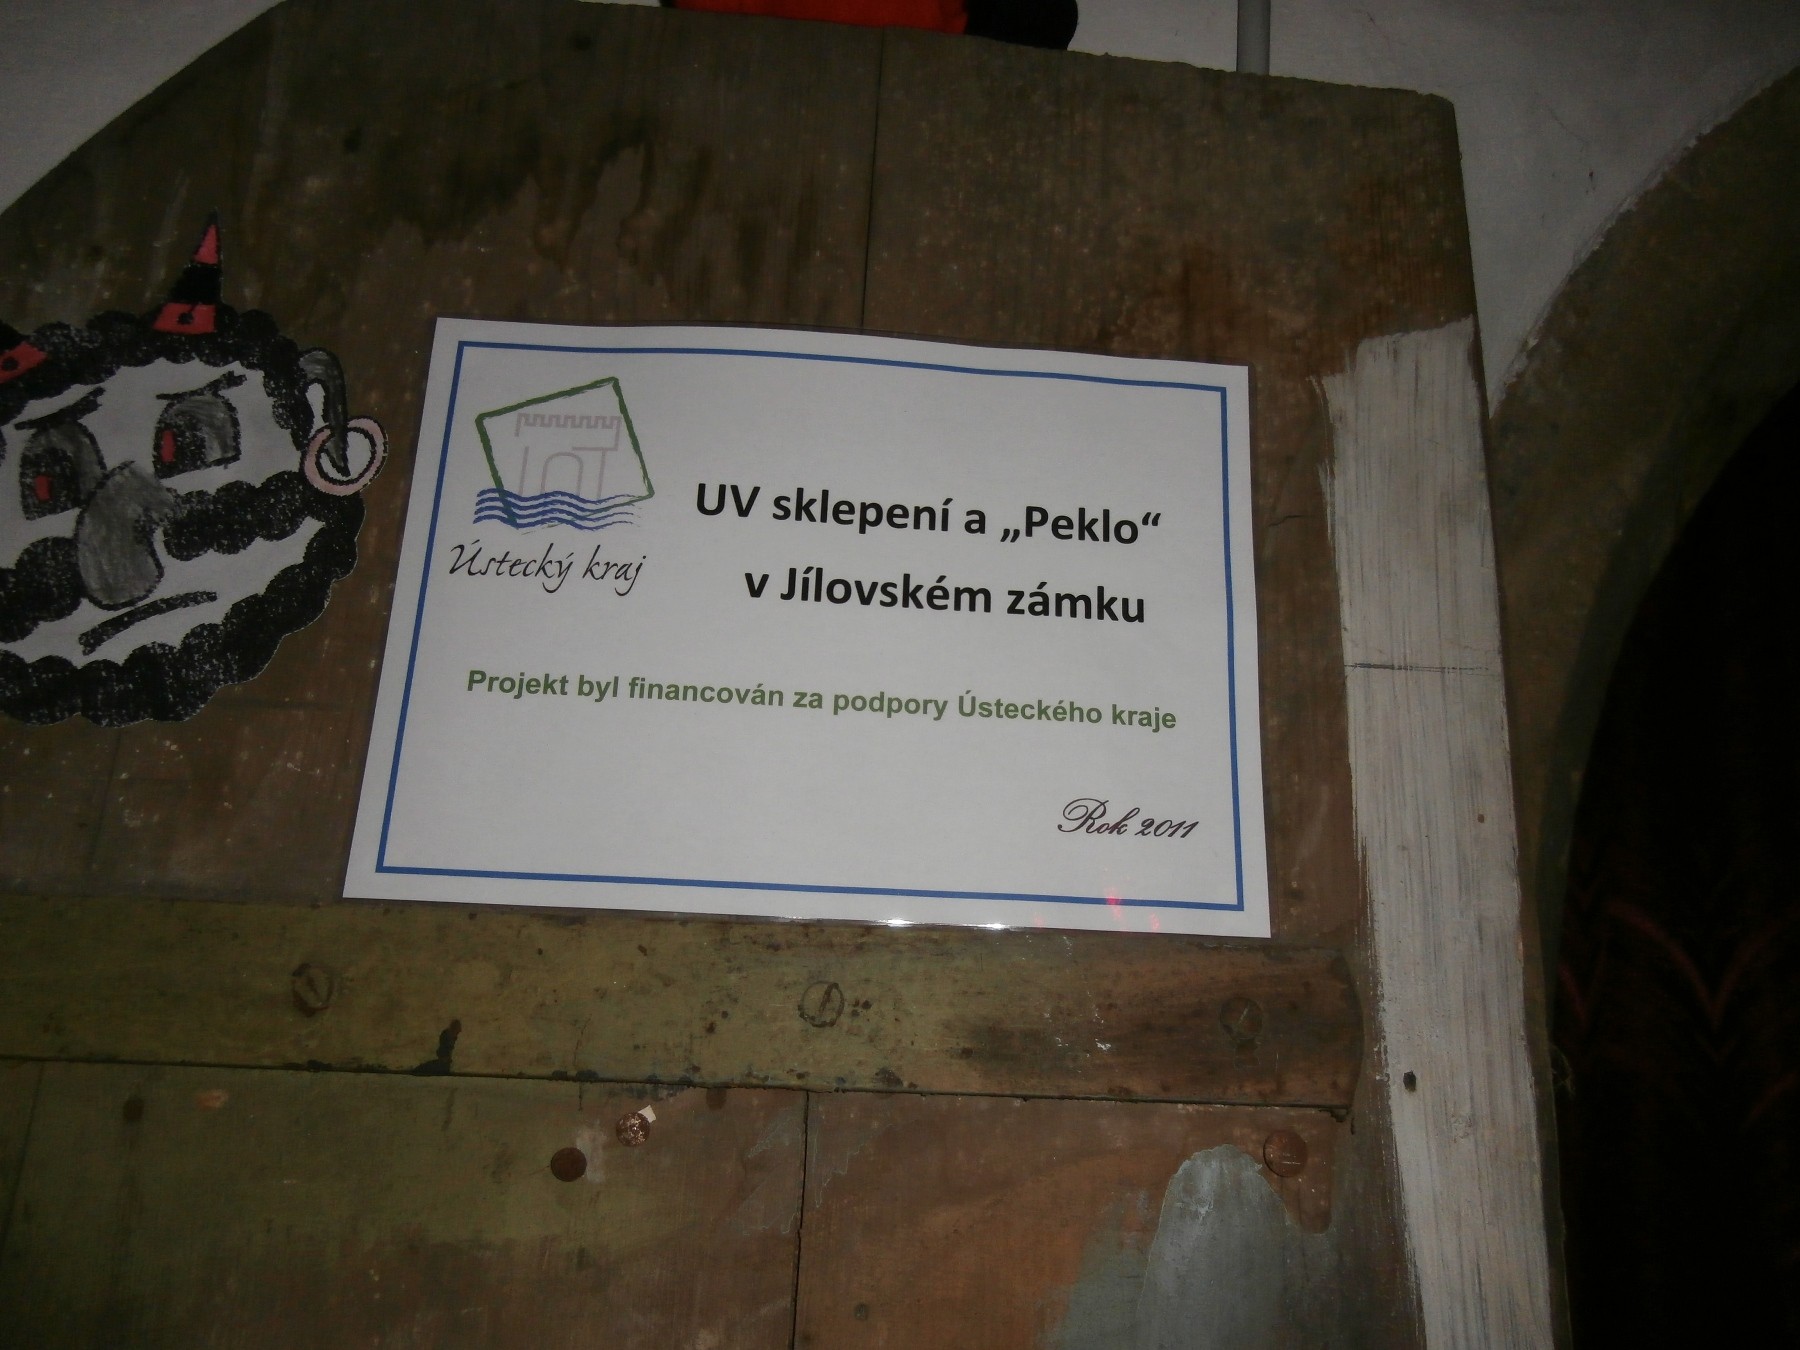 Ústecký kraj
UV sklepení a „Peklo“
v Jílovském zámku
Projekt byl financován za podpory Ústeckého kraje
Rok 2011